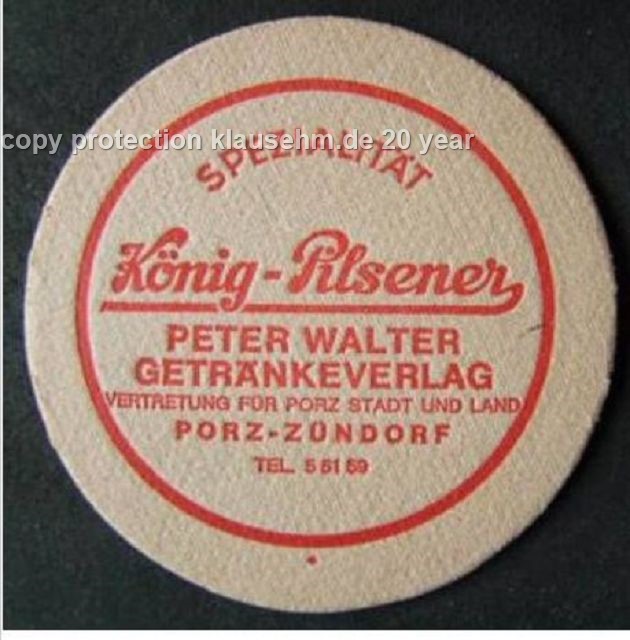 copy protection klausehm.de 20 year
SPEZIALITÄT
König-Pilsener
PETER WALTER
GETRÄNKEVERLAG
VERTRETUNG FÜR PORZ STADT UND LAND
PORZ-ZÜNDORF
TEL. 5 61 59